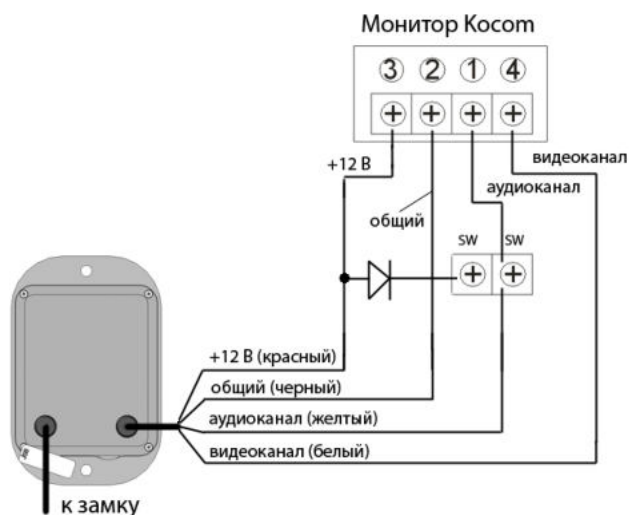 Монитор Kocom
3 2 1 4
+12 В
видеоканал
аудиоканал
общий
SW SW
+12 В (красный)
общий (черный)
аудиоканал (желтый)
видеоканал (белый)
к замку